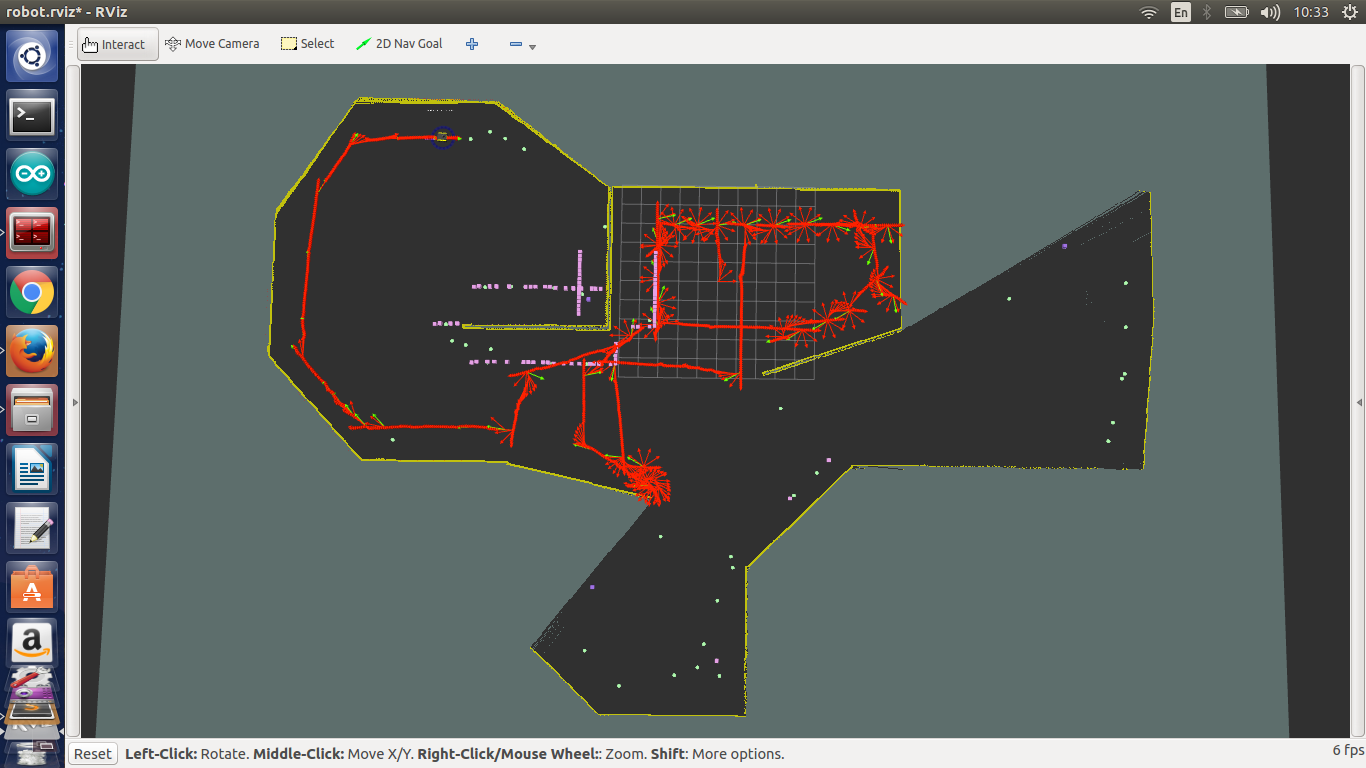 robot.rviz* - RViz
En
10:33
Interact
Move Camera
Select
2D Nav Goal
Reset
Left-Click: Rotate. Middle-Click: Move X/Y. Right-Click/Mouse Wheel:: Zoom. Shift: More options.
6 fps